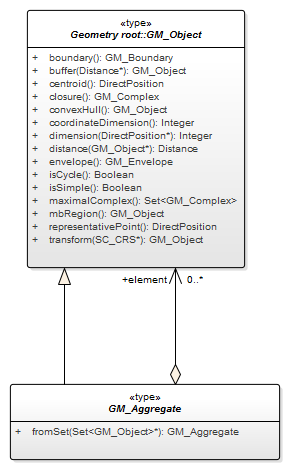 «type»
Geometry root::GM_Object
+ boundary(): GM_Boundary
+ buffer(Distance*): GM_Object
+ centroid(): DirectPosition
+ closure(): GM_Complex
+ convexHull(): GM_Object
+ coordinateDimension(): Integer
+ dimension(DirectPosition*): Integer
+ distance(GM_Object*): Distance
+ envelope(): GM_Envelope
+ isCycle(): Boolean
+ isSimple(): Boolean
+ maximalComplex(): Set<GM_Complex>
+ mbRegion(): GM_Object
+ representativePoint(): DirectPosition
+ transform(SC_CRS*): GM_Object
+element 0..*
«type»
GM_Aggregate
+ fromSet(Set<GM_Object>*): GM_Aggregate